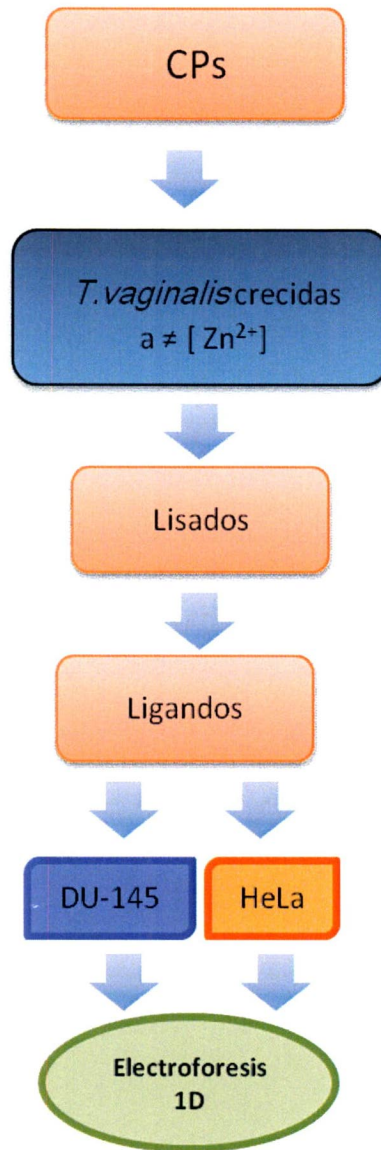 CPs
T.vaginalis crecidas
a ≠ [ Zn²⁺]
Lisados
Ligandos
DU-145 HeLa
Electroforesis
1D